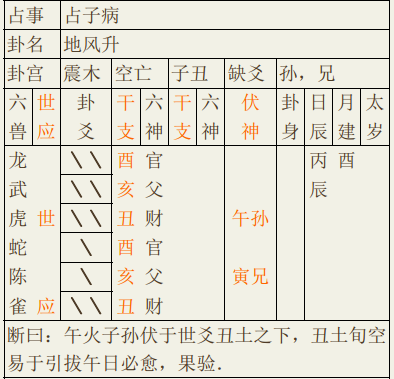 占事 占子病
卦名 地风升
卦宫 震木 空亡 子丑 缺爻 孙，兄
六兽 世应 卦爻 干支 六神 干支 六神 伏神 卦身 日辰 月建 太岁
龙 酉 官 丙辰 酉
武 亥 父
虎 世 丑 财 午孙
蛇 酉 官
陈 亥 父 寅兄
雀 应 丑 财
断曰：午火子孙伏于世爻丑土之下，丑土旬空
易于引拔午日必愈，果验．